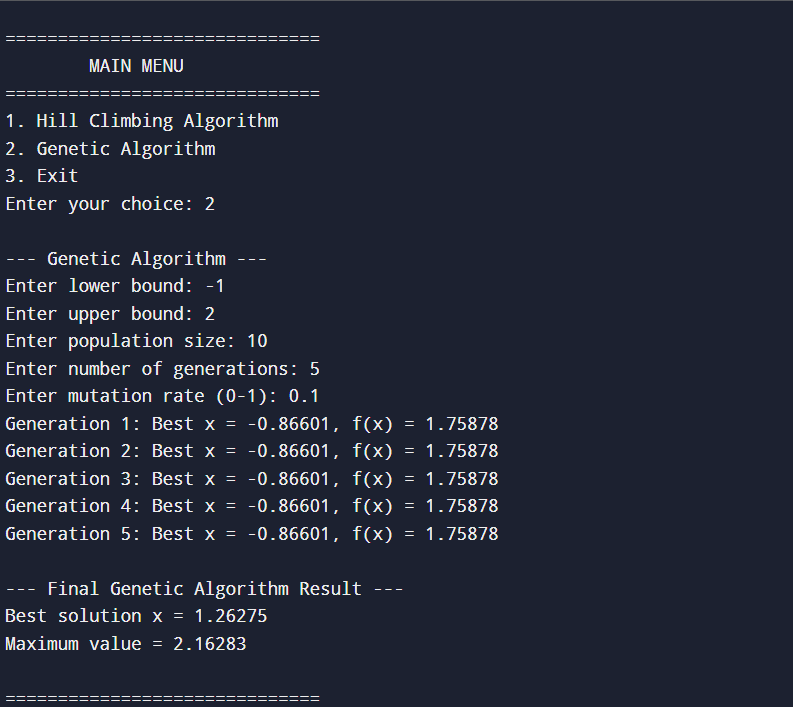 ==============================
        MAIN MENU
==============================
1. Hill Climbing Algorithm
2. Genetic Algorithm
3. Exit
Enter your choice: 2

--- Genetic Algorithm ---
Enter lower bound: -1
Enter upper bound: 2
Enter population size: 10
Enter number of generations: 5
Enter mutation rate (0-1): 0.1
Generation 1: Best x = -0.86601, f(x) = 1.75878
Generation 2: Best x = -0.86601, f(x) = 1.75878
Generation 3: Best x = -0.86601, f(x) = 1.75878
Generation 4: Best x = -0.86601, f(x) = 1.75878
Generation 5: Best x = -0.86601, f(x) = 1.75878

--- Final Genetic Algorithm Result ---
Best solution x = 1.26275
Maximum value = 2.16283

==============================